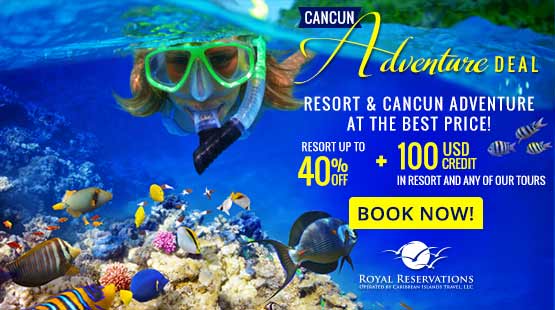 CANCUN
Adventure DEAL
RESORT & CANCUN ADVENTURE
AT THE BEST PRICE!
RESORT UP TO
40% OFF + 100 USD CREDIT
IN RESORT AND ANY OF OUR TOURS
BOOK NOW!
ROYAL RESERVATIONS
OPERATED BY CARIBBEAN ISLANDS TRAVEL, LLC